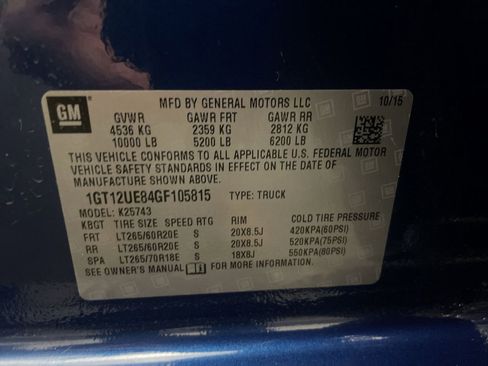 GM
MFD BY GENERAL MOTORS LLC 10/15
GVWR GAWR FRT GAWR RR
4536 KG 2359 KG 2812 KG
10000 LB 5200 LB 6200 LB
THIS VEHICLE CONFORMS TO ALL APPLICABLE U.S. FEDERAL MOTOR
VEHICLE SAFETY STANDARDS IN EFFECT ON THE DATE OF
MANUFACTURE SHOWN ABOVE.
1GT12UE84GF105815 TYPE: TRUCK
MODEL: K25743
KBGT TIRE SIZE SPEED RTG RIM COLD TIRE PRESSURE
FRT LT265/60R20E S 20X8.5J 420KPA(60PSI)
RR LT265/60R20E S 20X8.5J 520KPA(75PSI)
SPA LT265/70R18E S 18X8J 550KPA(80PSI)
SEE OWNER'S MANUAL FOR ADDITIONAL INFORMATION.